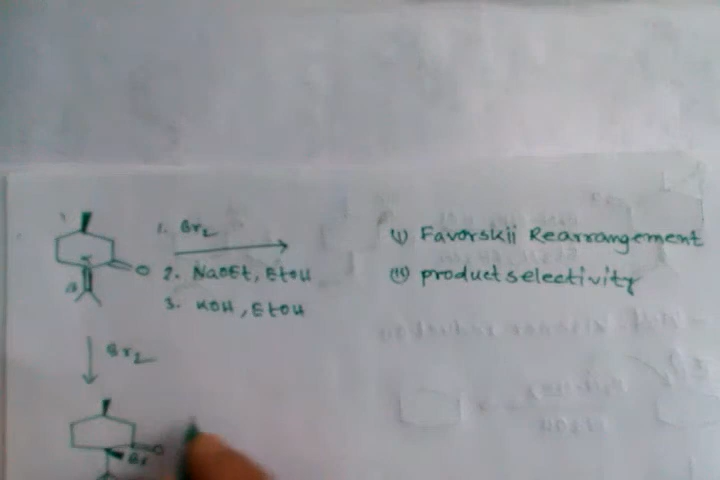 1. Br2
2. NaOEt, EtOH
3. KOH, EtOH
O
(i) Favorskii Rearrangement
(ii) product selectivity
Br2
O
Br